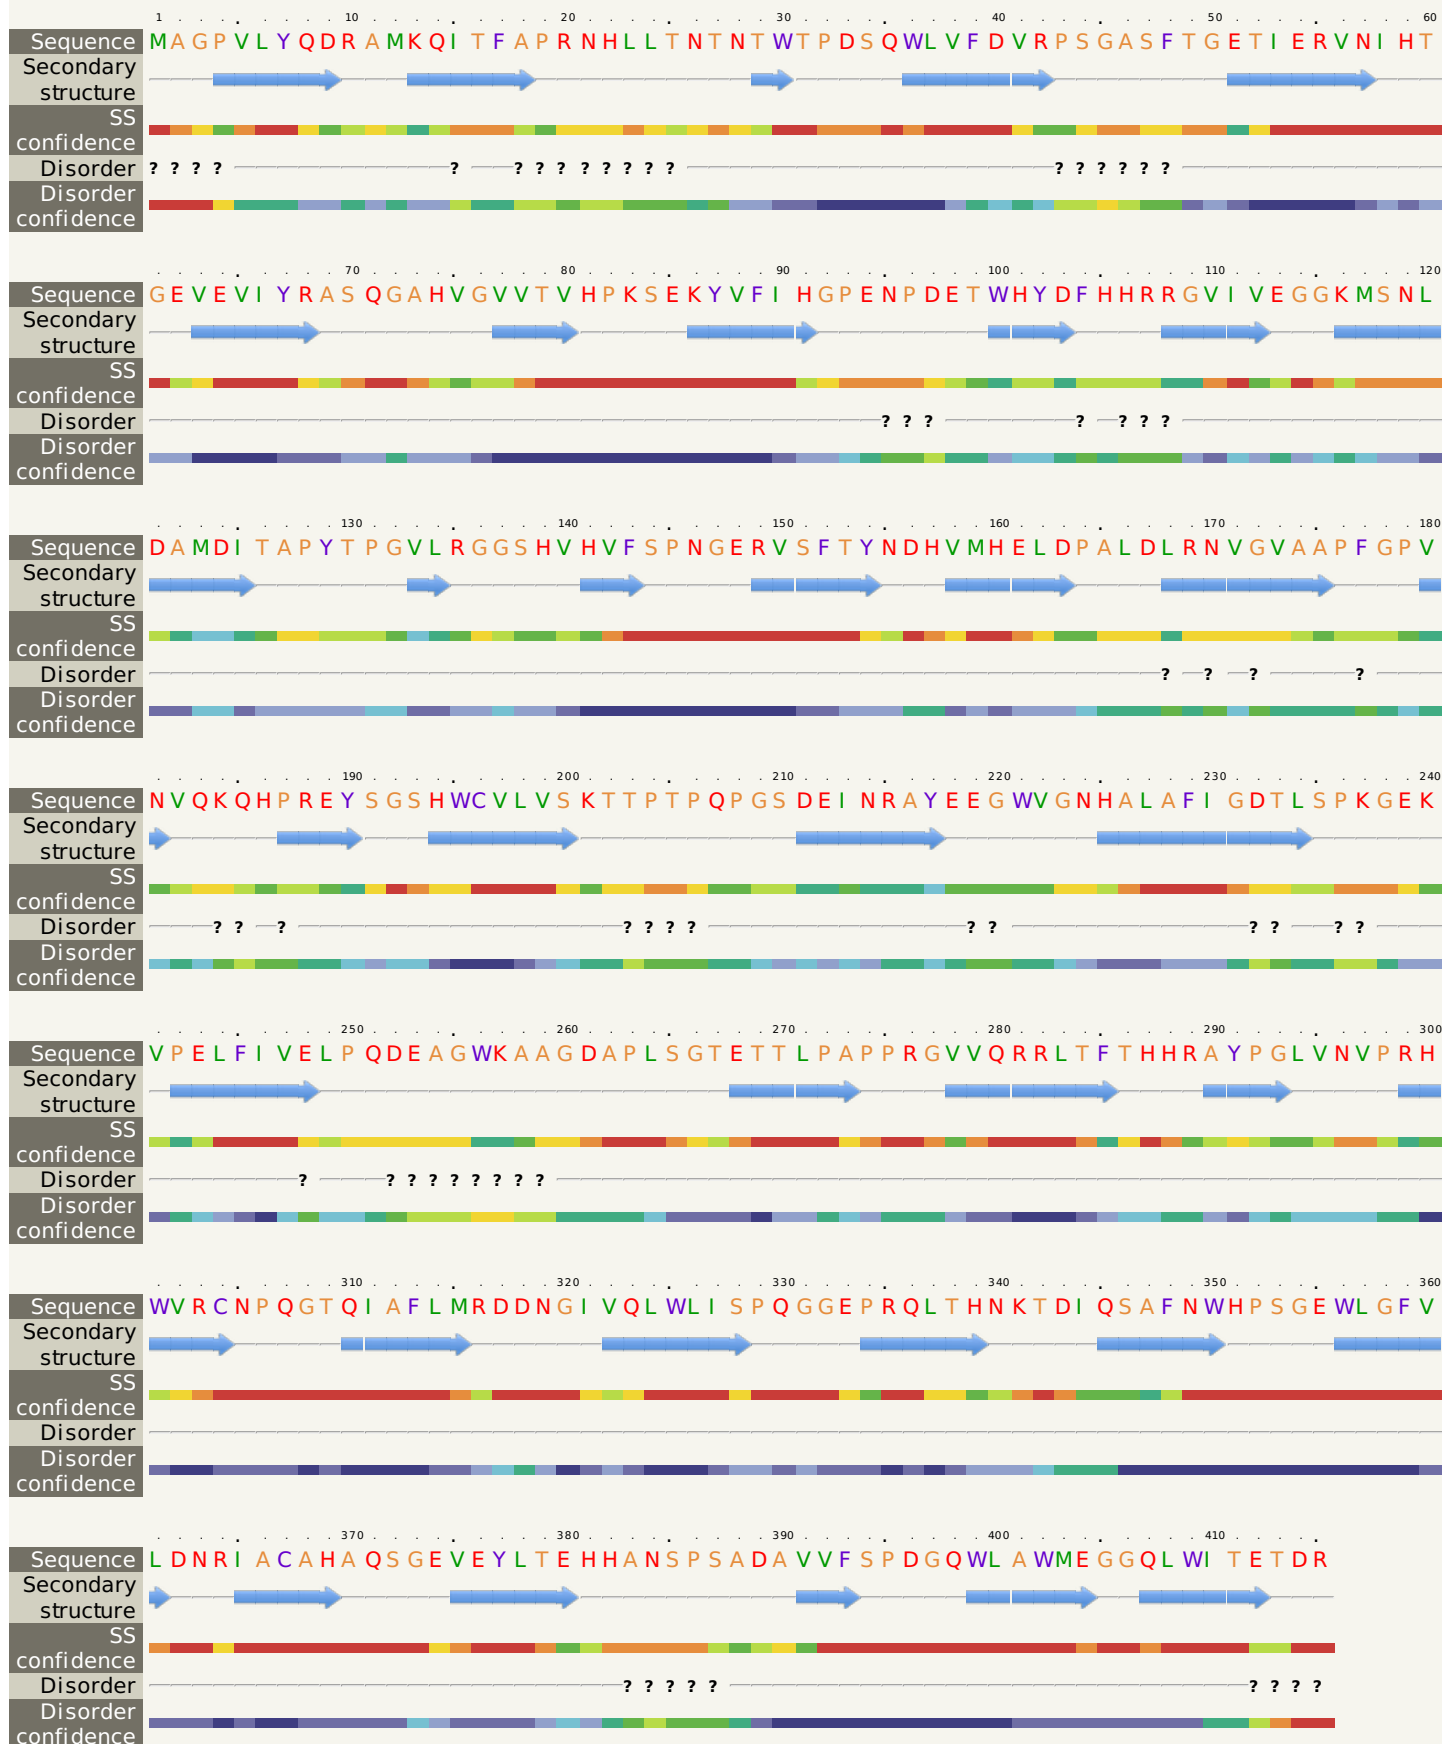 1 10 20 30 40 50 60
Sequence MAGPVLYQDRAMKQITFAPRNHLLTNTNTWTPDSQWLVFDVRPSGASFTGETIERVNIHT
Secondary
structure
SS
confidence
Disorder ? ? ? ? ? ? ? ? ? ? ? ? ? ? ? ? ? ? ?
Disorder
confidence
70 80 90 100 110 120
Sequence GEVEVIYRASQGAHVGVVTVHPKSEKYVFIHGPENPDETWHYDFHHRRGVIVEGGKMSNL
Secondary
structure
SS
confidence
Disorder ? ? ? ? ? ? ?
Disorder
confidence
130 140 150 160 170 180
Sequence DAMDITAPYTPGVLRGGSHVHVFSPNGERVSFTYNDHVMHELDPALDLRNVGVAAPFGPV
Secondary
structure
SS
confidence
Disorder ? ? ? ?
Disorder
confidence
190 200 210 220 230 240
Sequence NVQKQHPREYSGSHWCVLVSKTTPTPQPGSDEINRAYEEGWVGNHALAFIGDTLSPKGEK
Secondary
structure
SS
confidence
Disorder ? ? ? ? ? ? ? ? ? ? ? ? ?
Disorder
confidence
250 260 270 280 290 300
Sequence VPELFIVELPQDEAGWKAAGDAPLSGTETTLPAPPRGVVQRRLTFTHHRAYPGLVNVPRH
Secondary
structure
SS
confidence
Disorder ? ? ? ? ? ? ? ? ?
Disorder
confidence
310 320 330 340 350 360
Sequence WVRCNPQGTQIAFLMRDDNGIVQLWLISPQGGEPRQLTHNKTDIQSAFNWHPSGEWLGFV
Secondary
structure
SS
confidence
Disorder
Disorder
confidence
370 380 390 400 410
Sequence LDNRIACAHAQSGEVEYLTEHHANSPSADAVVFSPDGQWLAWMEGGQLWITETDR
Secondary
structure
SS
confidence
Disorder ? ? ? ? ? ? ? ? ?
Disorder
confidence